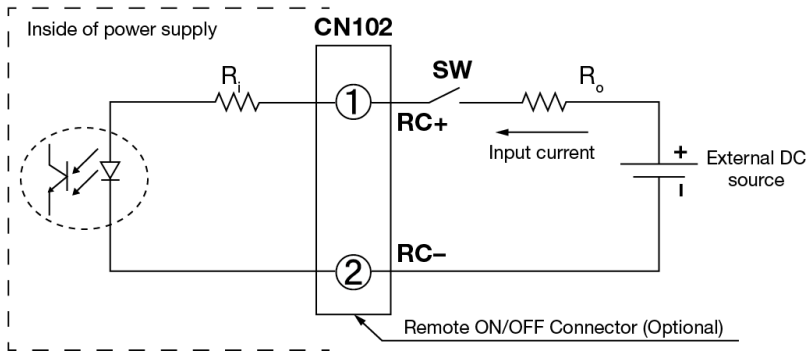 Inside of power supply
CN102
Ri
1
RC+
SW
Ro
Input current
+
External DC
source
−
2
RC−
Remote ON/OFF Connector (Optional)